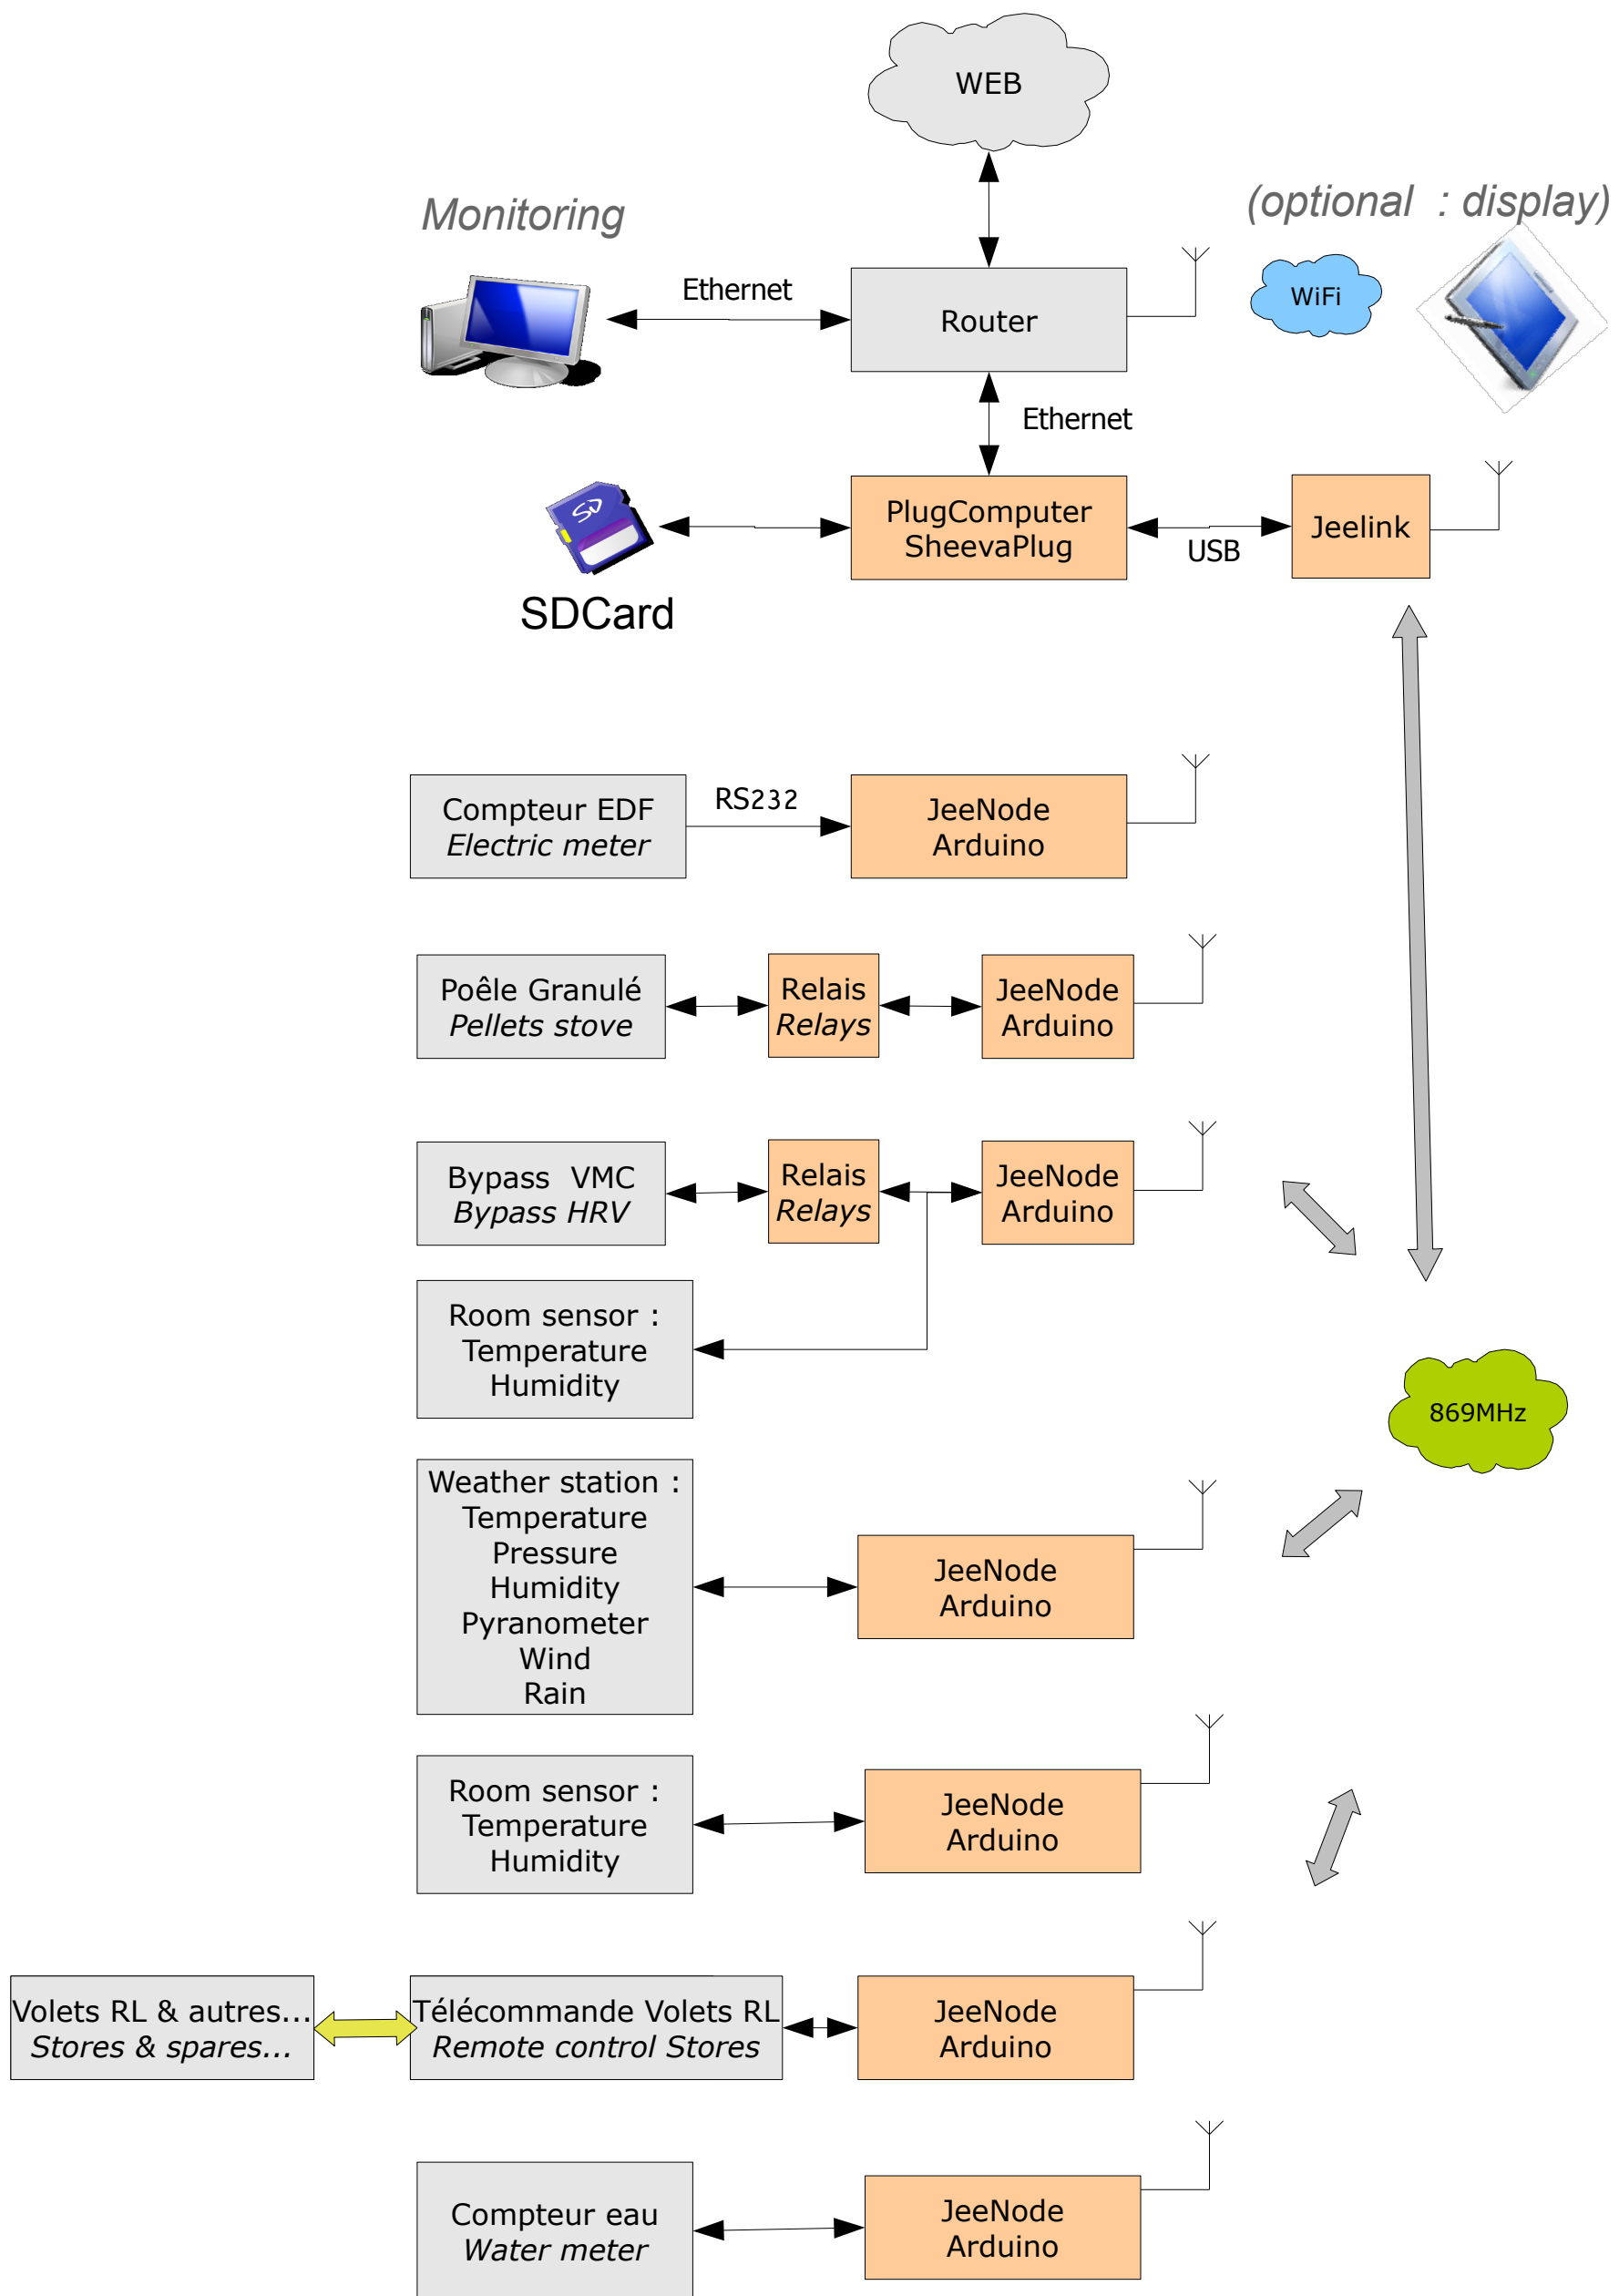 WEB
Monitoring
(optional : display)
Ethernet
Router
WiFi
Ethernet
SD
PlugComputer
SheevaPlug
USB
Jeelink
SDCard
Compteur EDF
Electric meter
RS232
JeeNode
Arduino
Poêle Granulé
Pellets stove
Relais
Relays
JeeNode
Arduino
Bypass VMC
Bypass HRV
Relais
Relays
JeeNode
Arduino
Room sensor :
Temperature
Humidity
869MHz
Weather station :
Temperature
Pressure
Humidity
Pyranometer
Wind
Rain
JeeNode
Arduino
Room sensor :
Temperature
Humidity
JeeNode
Arduino
Volets RL & autres...
Stores & spares...
Télécommande Volets RL
Remote control Stores
JeeNode
Arduino
Compteur eau
Water meter
JeeNode
Arduino